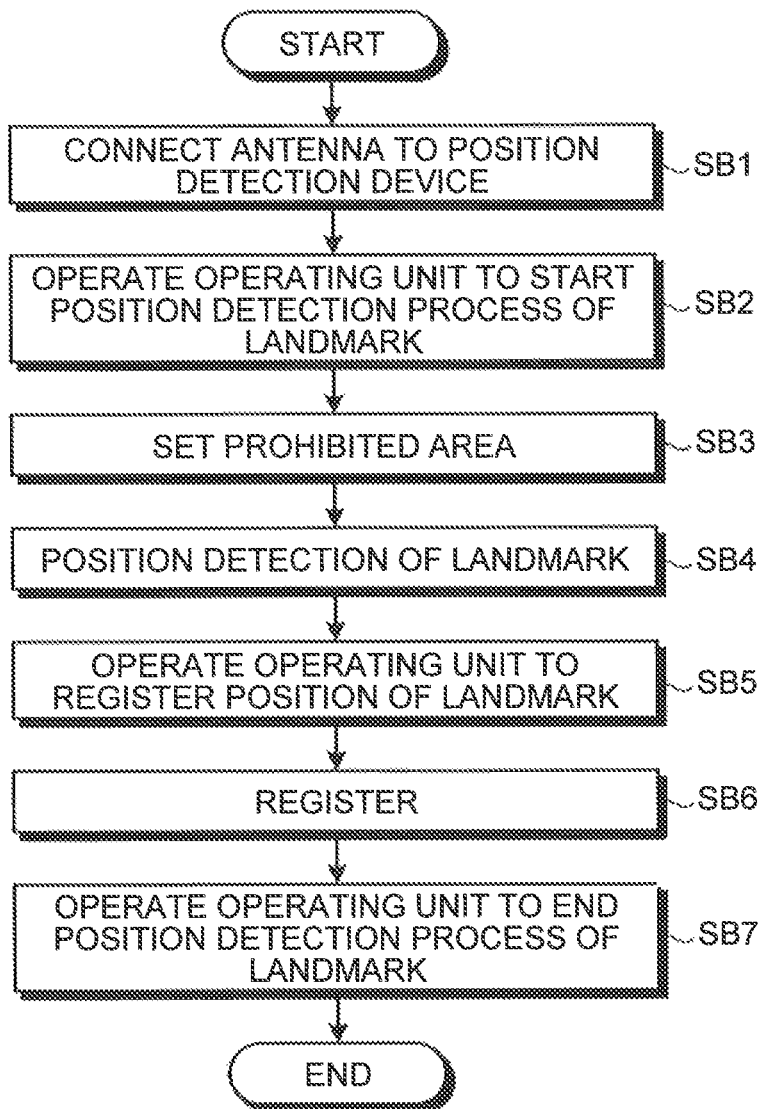 START
CONNECT ANTENNA TO POSITION
DETECTION DEVICE
SB1
OPERATE OPERATING UNIT TO START
POSITION DETECTION PROCESS OF
LANDMARK
SB2
SET PROHIBITED AREA
SB3
POSITION DETECTION OF LANDMARK
SB4
OPERATE OPERATING UNIT TO
REGISTER POSITION OF LANDMARK
SB5
REGISTER
SB6
OPERATE OPERATING UNIT TO END
POSITION DETECTION PROCESS OF
LANDMARK
SB7
END